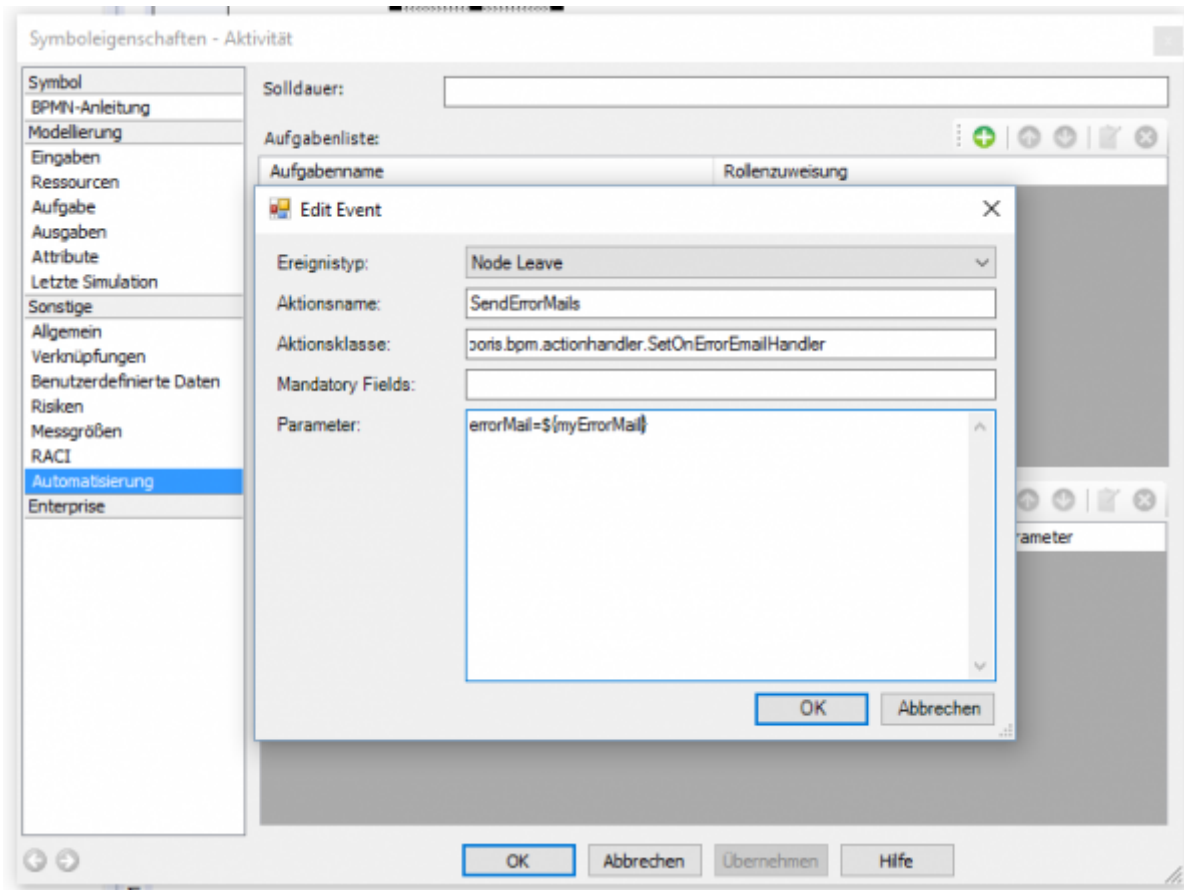 Symboleigenschaften - Aktivität
Symbol
BPMN-Anleitung
Modellierung
Eingaben
Ressourcen
Aufgabe
Ausgaben
Attribute
Letzte Simulation
Sonstige
Allgemein
Verknüpfungen
Benutzerdefinierte Daten
Risiken
Messgrößen
RACI
Automatisierung
Enterprise
Solldauer:
Aufgabenliste:
Aufgabenname Rollenzuweisung
Edit Event
Ereignistyp: Node Leave
Aktionsname: SendErrorMails
Aktionsklasse: oris.bpm.actionhandler.SetOnErrorEmailHandler
Mandatory Fields:
Parameter: errorMail=${myErrorMail}
OK Abbrechen
rameter
OK Abbrechen Übernehmen Hilfe